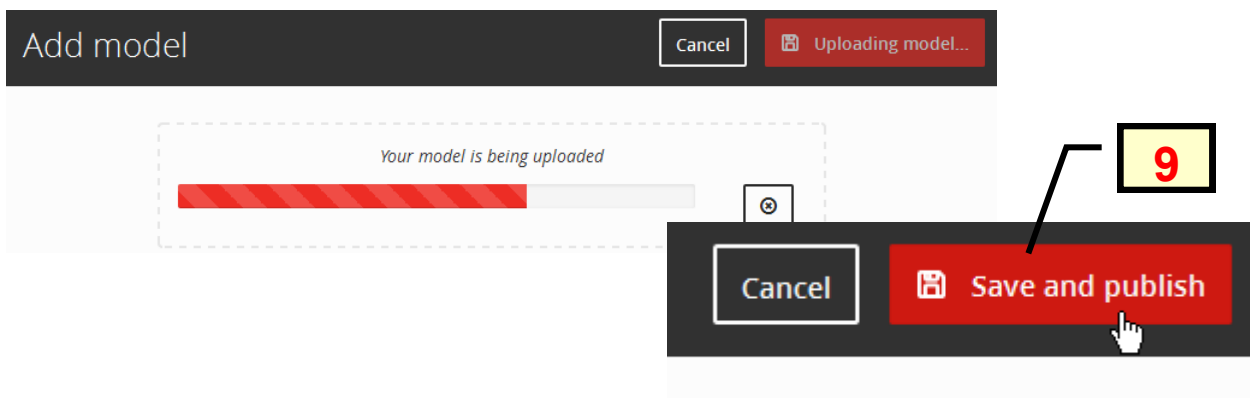 Add model
Cancel
Uploading model...
Your model is being uploaded
9
Cancel
Save and publish